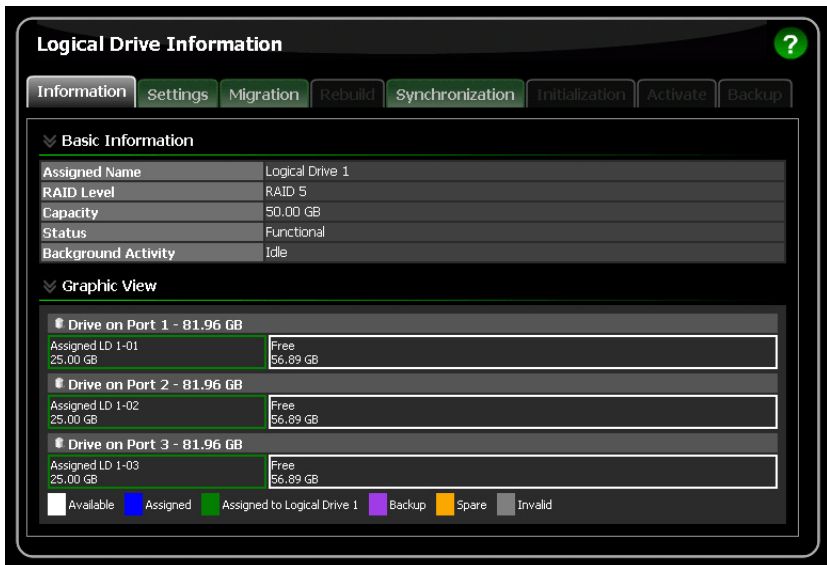 Logical Drive Information
?
Information Settings Migration Rebuild Synchronization Initialization Activate Backup
Basic Information
Assigned Name Logical Drive 1
RAID Level RAID 5
Capacity 50.00 GB
Status Functional
Background Activity Idle
Graphic View
Drive on Port 1 - 81.96 GB
Assigned LD 1-01 Free
25.00 GB 56.89 GB
Drive on Port 2 - 81.96 GB
Assigned LD 1-02 Free
25.00 GB 56.89 GB
Drive on Port 3 - 81.96 GB
Assigned LD 1-03 Free
25.00 GB 56.89 GB
Available Assigned Assigned to Logical Drive 1 Backup Spare Invalid